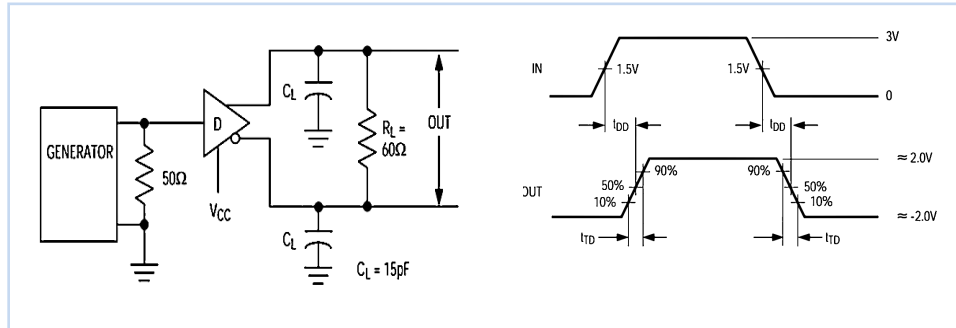 GENERATOR
50Ω
D
VCC
CL
CL
CL = 15pF
RL =
60Ω
OUT
IN
1.5V
1.5V
3V
0
tDD
tDD
OUT
90%
50%
10%
90%
50%
10%
≈ 2.0V
≈ -2.0V
tTD
tTD